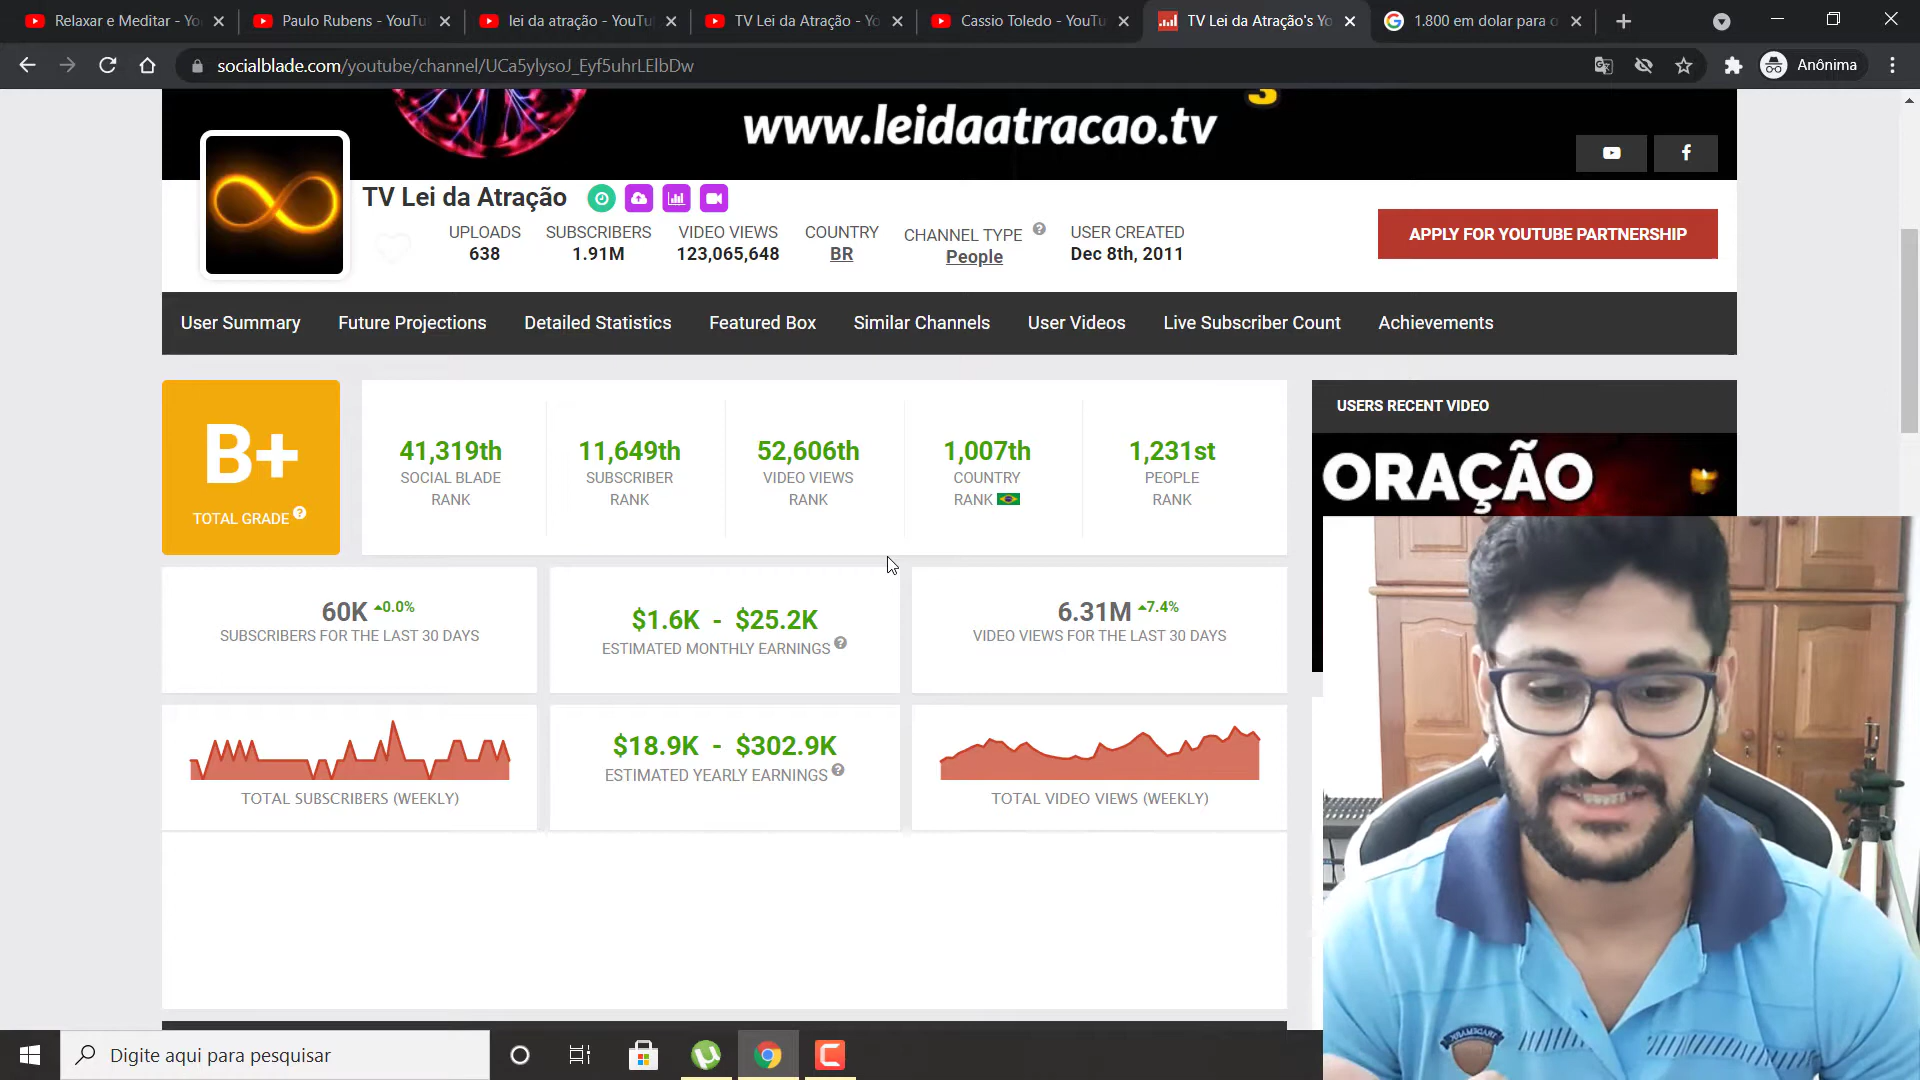 Relaxar e Meditar - Yo
Paulo Rubens - YouTu
lei da atração - YouTu
TV Lei da Atração - Yo
Cassio Toledo - YouTu
TV Lei da Atração's Yo
1.800 em dolar para
socialblade.com/youtube/channel/UCa5ylysoJ_Eyf5uhrLElbDw
Anônima
3
www.leidaatracao.tv
TV Lei da Atração
UPLOADS
638
SUBSCRIBERS
1.91M
VIDEO VIEWS
123,065,648
COUNTRY
BR
CHANNEL TYPE
People
USER CREATED
Dec 8th, 2011
APPLY FOR YOUTUBE PARTNERSHIP
User Summary
Future Projections
Detailed Statistics
Featured Box
Similar Channels
User Videos
Live Subscriber Count
Achievements
B+
TOTAL GRADE
41,319th
SOCIAL BLADE
RANK
11,649th
SUBSCRIBER
RANK
52,606th
VIDEO VIEWS
RANK
1,007th
COUNTRY
RANK
1,231st
PEOPLE
RANK
USERS RECENT VIDEO
ORAÇÃO
60K 0.0%
SUBSCRIBERS FOR THE LAST 30 DAYS
$1.6K - $25.2K
ESTIMATED MONTHLY EARNINGS
6.31M 7.4%
VIDEO VIEWS FOR THE LAST 30 DAYS
TOTAL SUBSCRIBERS (WEEKLY)
$18.9K - $302.9K
ESTIMATED YEARLY EARNINGS
TOTAL VIDEO VIEWS (WEEKLY)
Digite aqui para pesquisar